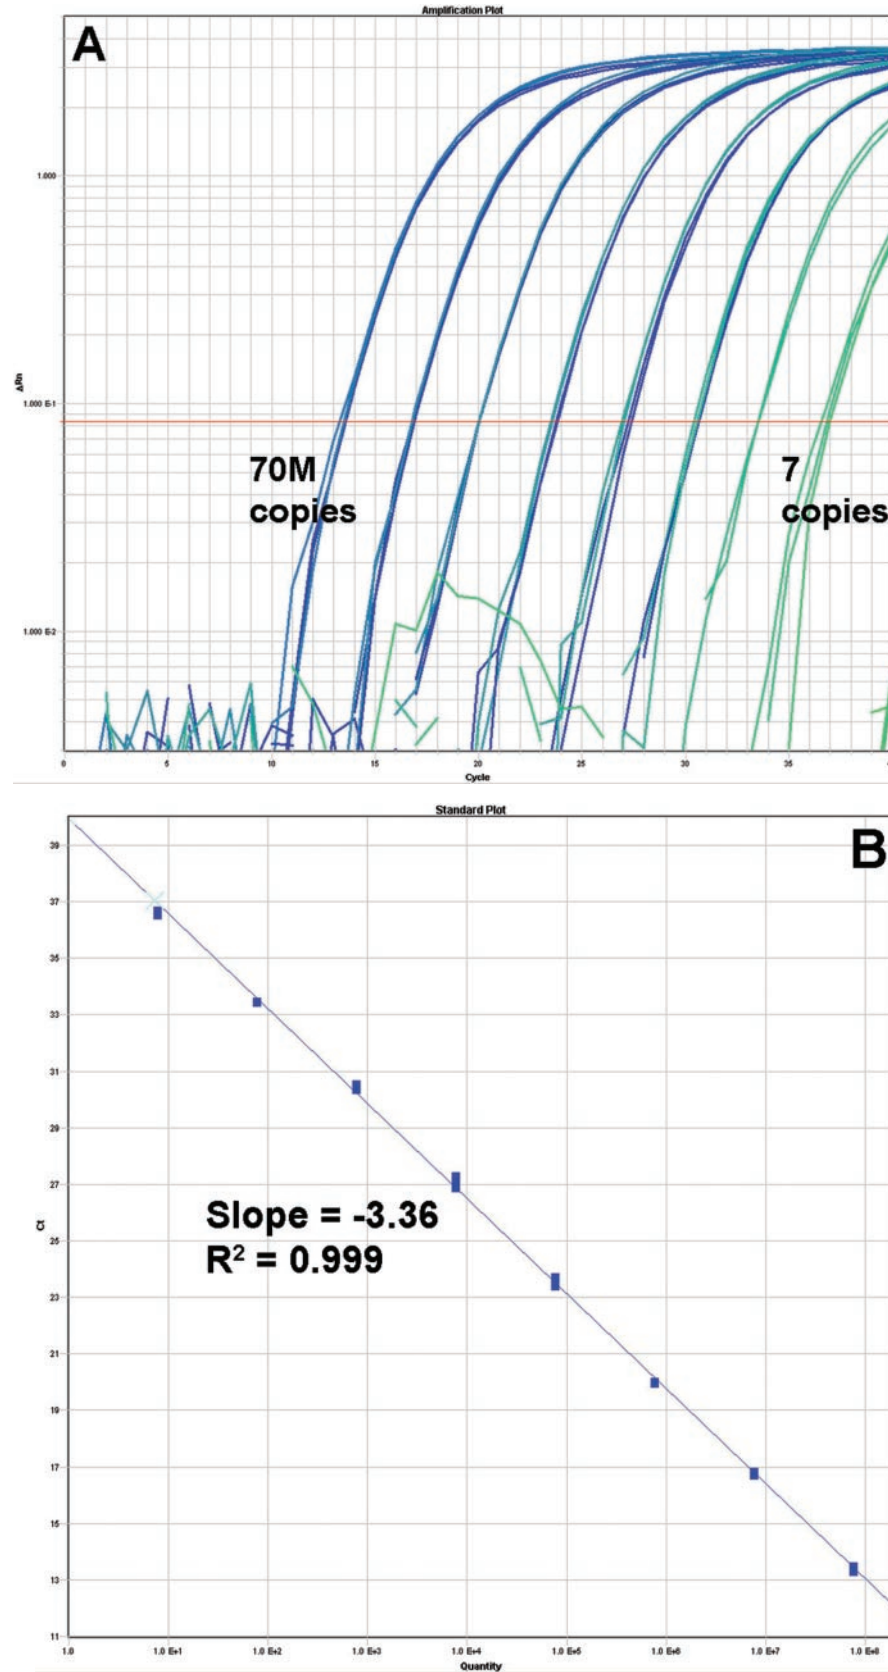 Amplification Plot
A
1.000
1.000 E-1
1.000 E-2
ΔRn
70M
copies
7
copies
0 5 10 15 20 25 30 35
Cycle
Standard Plot
B
39
37
35
33
31
29
27
25
23
21
19
17
15
13
11
Ct
Slope = -3.36
R² = 0.999
1.0 1.0 E+1 1.0 E+2 1.0 E+3 1.0 E+4 1.0 E+5 1.0 E+6 1.0 E+7 1.0 E+8
Quantity